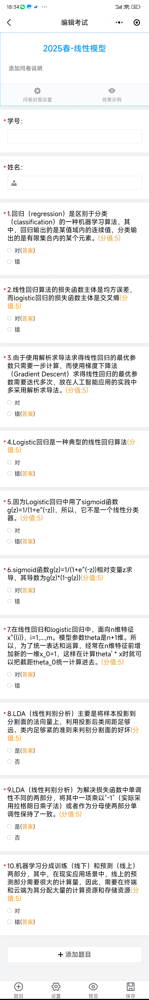 18:34 ··· HD 60
编辑考试
2025春-线性模型
添加问卷说明
问卷封面设置 效果示例
* 学号:
* 姓名:
* 1.回归（regression）是区别于分类
（classification）的一种机器学习算法，其
中，回归输出的是某值域内的连续值，分类输
出的是有限集合内的某个元素。(分值:5)
对(答案)
错
* 2.线性回归算法的损失函数主体是均方误差，
而logistic回归的损失函数主体是交叉熵(分
值:5)
对(答案)
错
* 3.由于使用解析求导法求得线性回归的最优参
数只需要一步计算，而使用梯度下降法
（Gradient Descent）求得线性回归的最优参
数需要迭代多次，故在人工智能应用的实践中
多采用解析求导法。(分值:5)
对
错(答案)
* 4.Logistic回归是一种典型的线性回归算法(分
值:5)
对
错(答案)
* 5.因为Logistic回归中用了sigmoid函数
g(z)=1/(1+e^(-z))，所以，它不是一个线性分类
器。(分值:5)
对
错(答案)
* 6.sigmoid函数g(z)=1/(1+e^(-z))相对变量z求
导，其导数为g(z)*(1-g(z))(分值:5)
对(答案)
错
* 7.在线性回归和logistic回归中，面向n维特征
x^{(i)}，i=1,...,m。模型参数theta是n+1维。所
以，为了统一表达和运算，经常在n维特征前增
加新的一维x_0=1，这样在计算theta' * x时就可
以把截距theta_0统一计算进去。(分值:5)
对(答案)
错
* 8.LDA（线性判别分析）主要是将样本投影到
分割面的法向量上，利用投影后类间距足够
远、类内足够紧的准则来判别分割面的好坏(分
值:5)
是(答案)
否
* 9.LDA（线性判别分析）为解决损失函数中单调
性不同的两部分，将其中一项乘以“-1”（实际采
用拉格朗日乘子法）或者作为分母使两部分单
调性保持了一致。(分值:5)
是(答案)
否
* 10.机器学习分成训练（线下）和预测（线上）
两部分，其中，在现实应用场景中，线上的预
测部分需要很大的计算量，因此，需要在终端
和云端为其分配大量的计算资源和存储资源(分
值:5)
对
错(答案)
添加题目
题目 设置 预览 保存